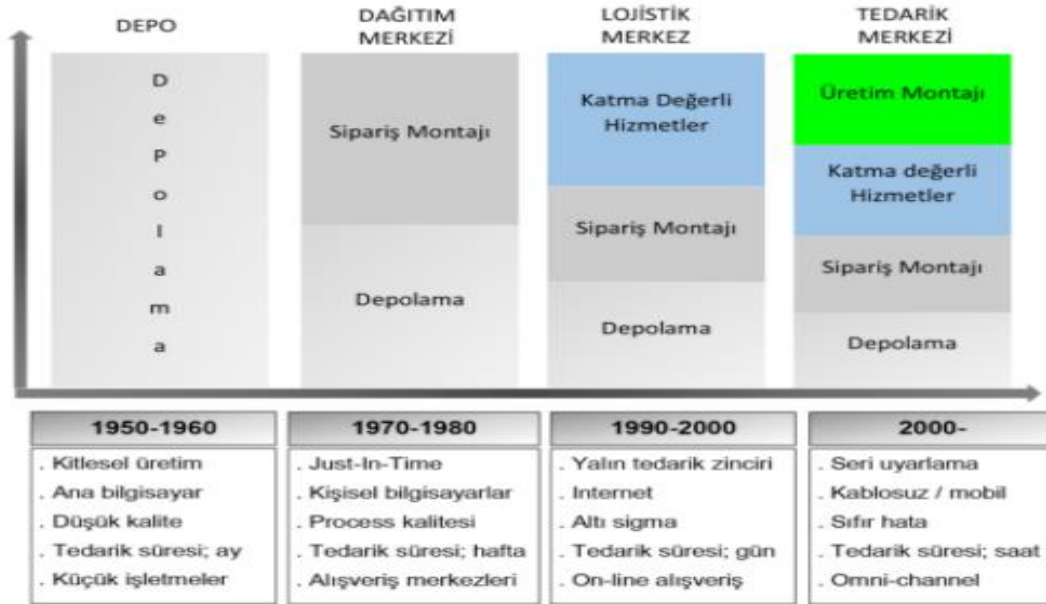 DEPO
DAĞITIM
MERKEZİ
LOJİSTİK
MERKEZ
TEDARİK
MERKEZİ
D
e
P
o
l
a
m
a
Sipariş Montajı
Depolama
Katma Değerli
Hizmetler
Sipariş Montajı
Depolama
Üretim Montajı
Katma değerli
Hizmetler
Sipariş Montajı
Depolama
1950-1960
. Kitlesel üretim
. Ana bilgisayar
. Düşük kalite
. Tedarik süresi; ay
. Küçük işletmeler
1970-1980
. Just-In-Time
. Kişisel bilgisayarlar
. Process kalitesi
. Tedarik süresi; hafta
. Alışveriş merkezleri
1990-2000
. Yalın tedarik zinciri
. Internet
. Altı sigma
. Tedarik süresi; gün
. On-line alışveriş
2000-
. Seri uyarlama
. Kablosuz / mobil
. Sıfır hata
. Tedarik süresi; saat
. Omni-channel